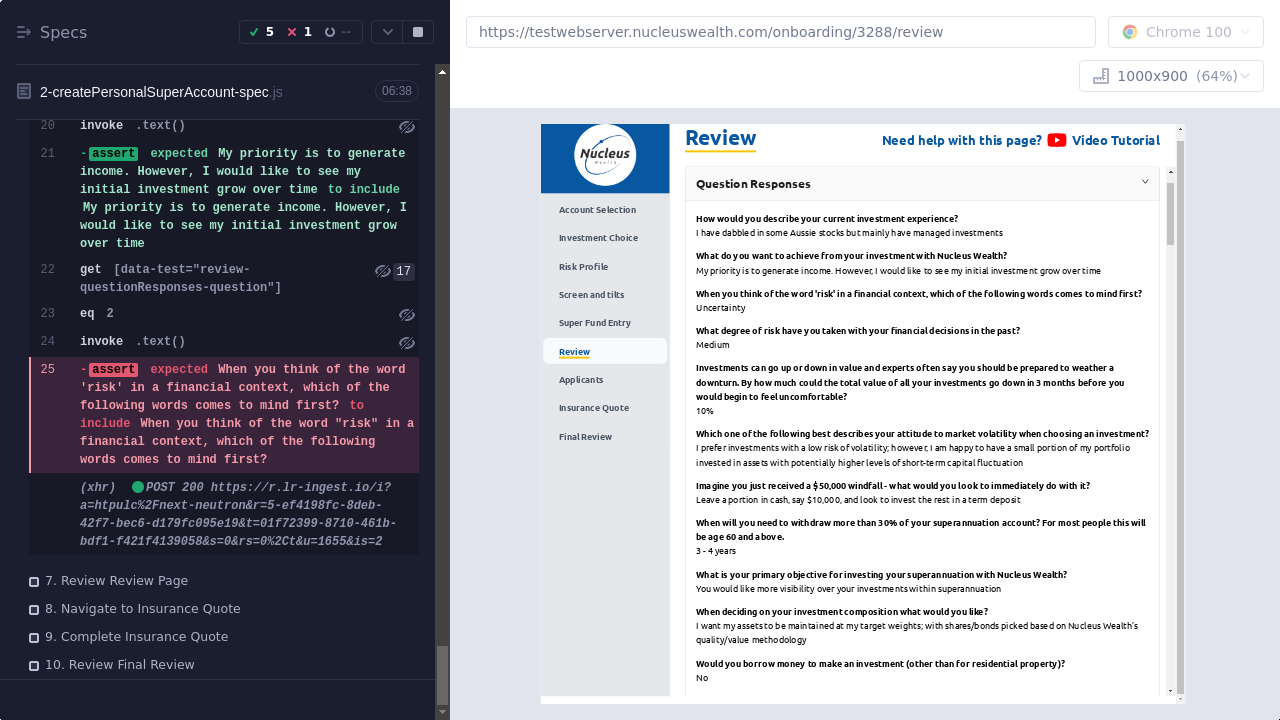 Specs
5
1
--
2-createPersonalSuperAccount-spec.js
06:38
20 invoke .text()
21 -assert expected My priority is to generate
income. However, I would like to see my
initial investment grow over time to include
My priority is to generate income. However, I
would like to see my initial investment grow
over time
22 get [data-test="review-
questionResponses-question"]
17
23 eq 2
24 invoke .text()
25 -assert expected When you think of the word
'risk' in a financial context, which of the
following words comes to mind first? to
include When you think of the word "risk" in a
financial context, which of the following
words comes to mind first?
(xhr) POST 200 https://r.lr-ingest.io/i?
a=htpulc%2Fnext-neutron&r=5-ef4198fc-8deb-
42f7-bec6-d179fc095e19&t=01f72399-8710-461b-
bdf1-f421f4139058&s=0&rs=0%2Ct&u=1655&is=2
7. Review Review Page
8. Navigate to Insurance Quote
9. Complete Insurance Quote
10. Review Final Review
https://testwebserver.nucleuswealth.com/onboarding/3288/review
Chrome 100
1000x900 (64%)
Nucleus
Wealth
Account Selection
Investment Choice
Risk Profile
Screen and tilts
Super Fund Entry
Review
Applicants
Insurance Quote
Final Review
Review
Need help with this page? Video Tutorial
Question Responses
How would you describe your current investment experience?
I have dabbled in some Aussie stocks but mainly have managed investments
What do you want to achieve from your investment with Nucleus Wealth?
My priority is to generate income. However, I would like to see my initial investment grow over time
When you think of the word 'risk' in a financial context, which of the following words comes to mind first?
Uncertainty
What degree of risk have you taken with your financial decisions in the past?
Medium
Investments can go up or down in value and experts often say you should be prepared to weather a
downturn. By how much could the total value of all your investments go down in 3 months before you
would begin to feel uncomfortable?
10%
Which one of the following best describes your attitude to market volatility when choosing an investment?
I prefer investments with a low risk of volatility; however, I am happy to have a small portion of my portfolio
invested in assets with potentially higher levels of short-term capital fluctuation
Imagine you just received a $50,000 windfall - what would you look to immediately do with it?
Leave a portion in cash, say $10,000, and look to invest the rest in a term deposit
When will you need to withdraw more than 30% of your superannuation account? For most people this will
be age 60 and above.
3 - 4 years
What is your primary objective for investing your superannuation with Nucleus Wealth?
You would like more visibility over your investments within superannuation
When deciding on your investment composition what would you like?
I want my assets to be maintained at my target weights; with shares/bonds picked based on Nucleus Wealth's
quality/value methodology
Would you borrow money to make an investment (other than for residential property)?
No